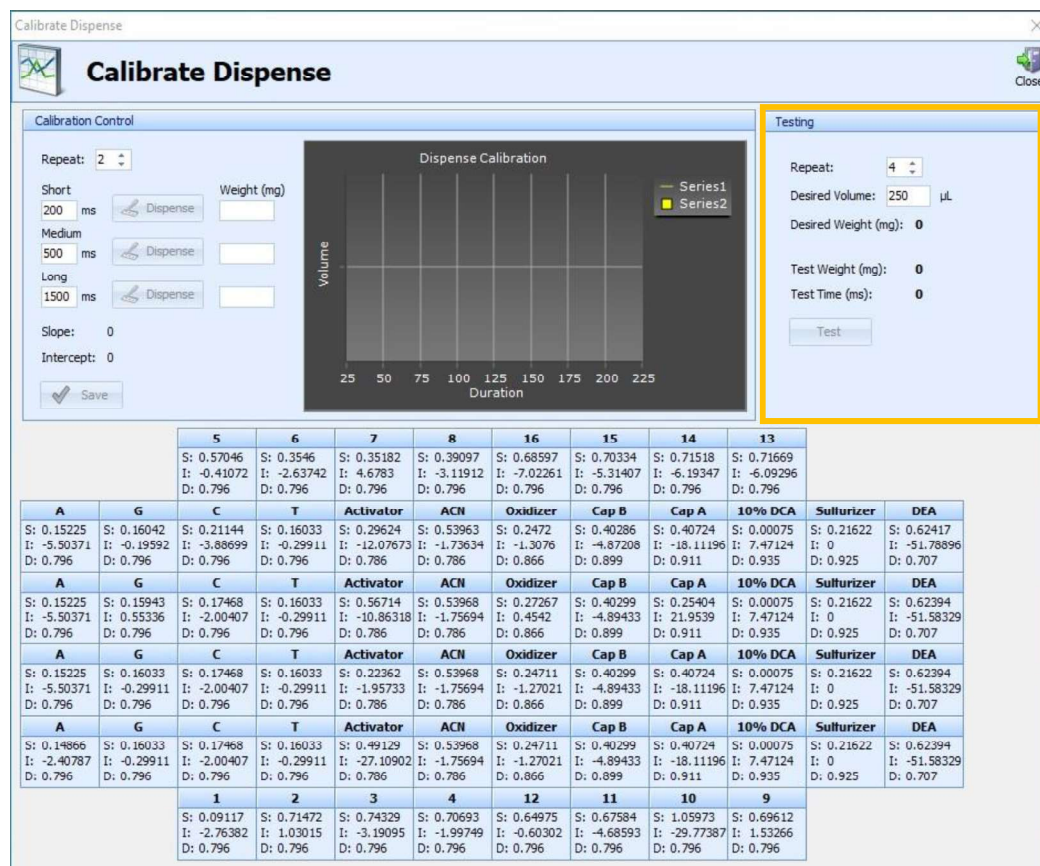 Calibrate Dispense
Calibrate Dispense
Close
Calibration Control
Repeat: 2
Short
Weight (mg)
200 ms Dispense
Medium
500 ms Dispense
Long
1500 ms Dispense
Slope: 0
Intercept: 0
Save
Dispense Calibration
Series1
Series2
Volume
25 50 75 100 125 150 175 200 225
Duration
Testing
Repeat: 4
Desired Volume: 250 µL
Desired Weight (mg): 0
Test Weight (mg): 0
Test Time (ms): 0
Test
5 6 7 8 16 15 14 13
S: 0.57046 S: 0.3546 S: 0.35182 S: 0.39097 S: 0.68597 S: 0.70334 S: 0.71518 S: 0.71669
I: -0.41072 I: -2.63742 I: 4.6783 I: -3.11912 I: -7.02261 I: -5.31407 I: -6.19347 I: -6.09296
D: 0.796 D: 0.796 D: 0.796 D: 0.796 D: 0.796 D: 0.796 D: 0.796 D: 0.796
A G C T Activator ACN Oxidizer Cap B Cap A 10% DCA Sulfurizer DEA
S: 0.15225 S: 0.16042 S: 0.21144 S: 0.16033 S: 0.29624 S: 0.53963 S: 0.2472 S: 0.40286 S: 0.40724 S: 0.00075 S: 0.21622 S: 0.62417
I: -5.50371 I: -0.19592 I: -3.88699 I: -0.29911 I: -12.07673 I: -1.73634 I: -1.3076 I: -4.87208 I: -18.11196 I: 7.47124 I: 0 I: -51.78896
D: 0.796 D: 0.796 D: 0.796 D: 0.796 D: 0.786 D: 0.786 D: 0.866 D: 0.899 D: 0.911 D: 0.935 D: 0.925 D: 0.707
A G C T Activator ACN Oxidizer Cap B Cap A 10% DCA Sulfurizer DEA
S: 0.15225 S: 0.15943 S: 0.17468 S: 0.16033 S: 0.56714 S: 0.53968 S: 0.27267 S: 0.40299 S: 0.25404 S: 0.00075 S: 0.21622 S: 0.62394
I: -5.50371 I: 0.55336 I: -2.00407 I: -0.29911 I: -10.86318 I: -1.75694 I: 0.4542 I: -4.89433 I: 21.9539 I: 7.47124 I: 0 I: -51.58329
D: 0.796 D: 0.796 D: 0.796 D: 0.796 D: 0.786 D: 0.786 D: 0.866 D: 0.899 D: 0.911 D: 0.935 D: 0.925 D: 0.707
A G C T Activator ACN Oxidizer Cap B Cap A 10% DCA Sulfurizer DEA
S: 0.15225 S: 0.16033 S: 0.17468 S: 0.16033 S: 0.22362 S: 0.53968 S: 0.24711 S: 0.40299 S: 0.40724 S: 0.00075 S: 0.21622 S: 0.62394
I: -5.50371 I: -0.29911 I: -2.00407 I: -0.29911 I: -1.95733 I: -1.75694 I: -1.27021 I: -4.89433 I: -18.11196 I: 7.47124 I: 0 I: -51.58329
D: 0.796 D: 0.796 D: 0.796 D: 0.796 D: 0.786 D: 0.786 D: 0.866 D: 0.899 D: 0.911 D: 0.935 D: 0.925 D: 0.707
A G C T Activator ACN Oxidizer Cap B Cap A 10% DCA Sulfurizer DEA
S: 0.14866 S: 0.16033 S: 0.17468 S: 0.16033 S: 0.49129 S: 0.53968 S: 0.24711 S: 0.40299 S: 0.40724 S: 0.00075 S: 0.21622 S: 0.62394
I: -2.40787 I: -0.29911 I: -2.00407 I: -0.29911 I: -27.10902 I: -1.75694 I: -1.27021 I: -4.89433 I: -18.11196 I: 7.47124 I: 0 I: -51.58329
D: 0.796 D: 0.796 D: 0.796 D: 0.796 D: 0.786 D: 0.786 D: 0.866 D: 0.899 D: 0.911 D: 0.935 D: 0.925 D: 0.707
1 2 3 4 12 11 10 9
S: 0.09117 S: 0.71472 S: 0.74329 S: 0.70693 S: 0.64975 S: 0.67584 S: 1.05973 S: 0.69612
I: -2.76382 I: 1.03015 I: -3.19095 I: -1.99749 I: -0.60302 I: -4.68593 I: -29.77387 I: 1.53266
D: 0.796 D: 0.796 D: 0.796 D: 0.796 D: 0.796 D: 0.796 D: 0.796 D: 0.796